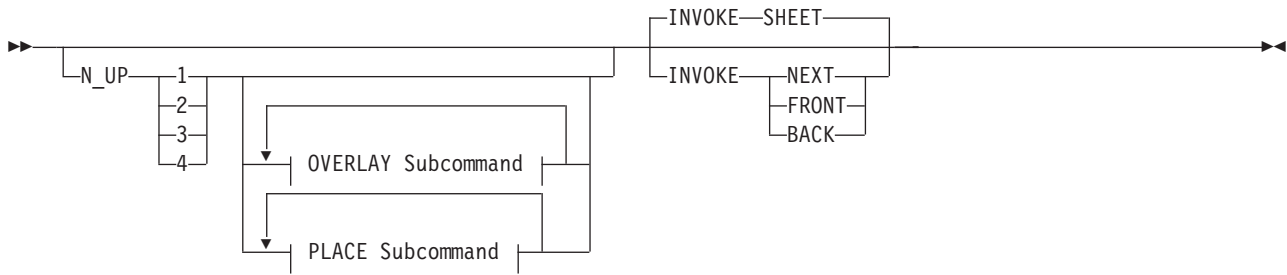 INVOKE SHEET
N_UP 1 INVOKE NEXT
2 FRONT
3 BACK
4
OVERLAY Subcommand
PLACE Subcommand